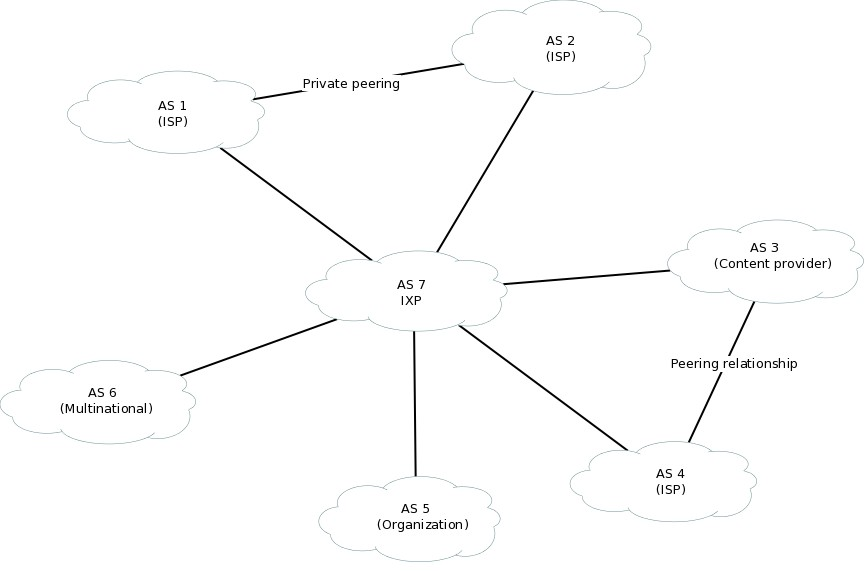 AS 2
(ISP)
Private peering
AS 1
(ISP)
AS 3
(Content provider)
AS 7
IXP
Peering relationship
AS 6
(Multinational)
AS 4
(ISP)
AS 5
(Organization)